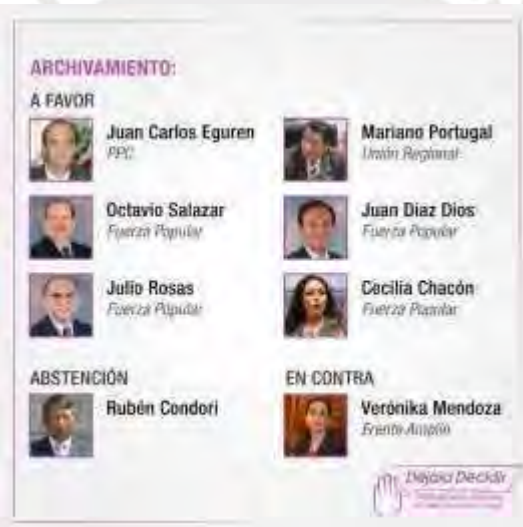 ARCHIVAMIENTO:
A FAVOR
Juan Carlos Eguren
PPC
Mariano Portugal
Unión Regional
Octavio Salazar
Fuerza Popular
Juan Diaz Dios
Fuerza Popular
Julio Rosas
Fuerza Popular
Cecilia Chacón
Fuerza Popular
ABSTENCIÓN
Rubén Condori
EN CONTRA
Verónika Mendoza
Frente Amplio
Déjala Decidir